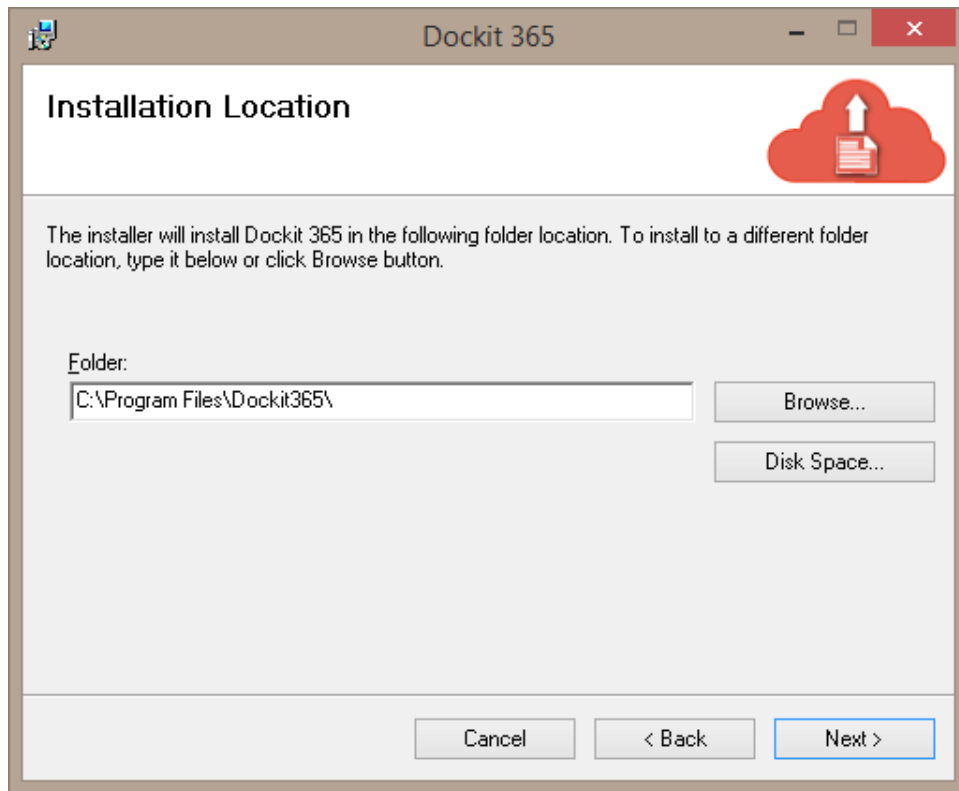 Dockit 365
Installation Location
The installer will install Dockit 365 in the following folder location. To install to a different folder
location, type it below or click Browse button.
Folder:
C:\Program Files\Dockit365\
Browse...
Disk Space...
Cancel
< Back
Next >